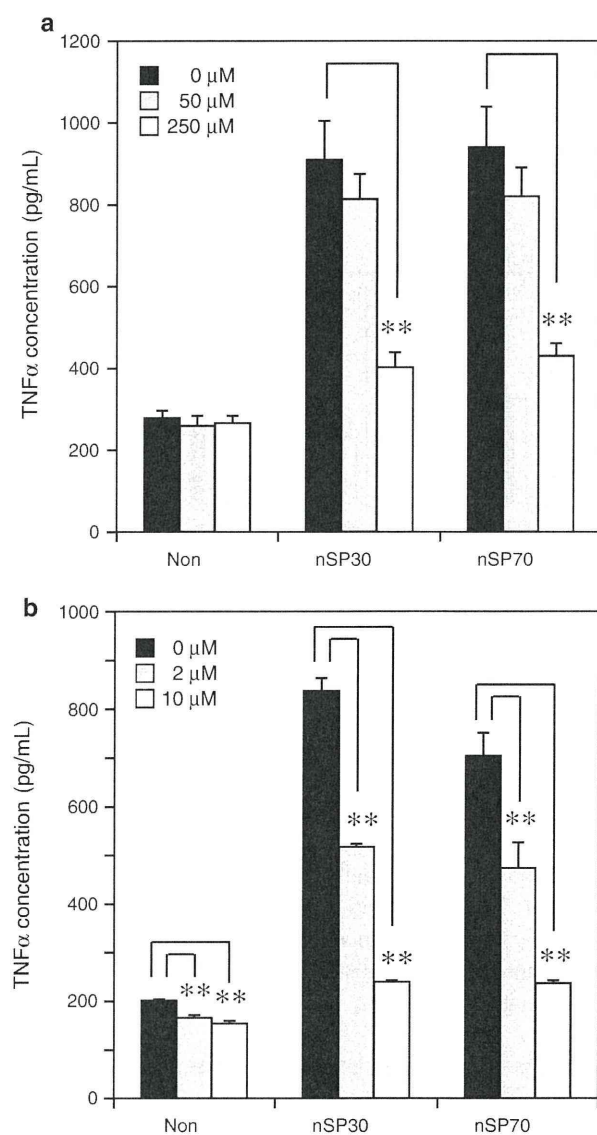 a
1200
1000
800
600
400
200
0
TNFα concentration (pg/mL)
0 µM
50 µM
250 µM
**
**
Non
nSP30
nSP70
b
1000
800
600
400
200
0
TNFα concentration (pg/mL)
0 µM
2 µM
10 µM
** **
**
**
**
**
Non
nSP30
nSP70